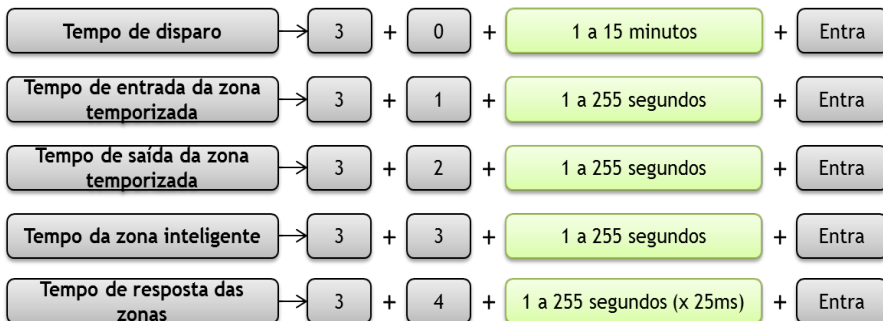 Tempo de disparo → 3 + 0 + 1 a 15 minutos + Entra
Tempo de entrada da zona
temporizada → 3 + 1 + 1 a 255 segundos + Entra
Tempo de saída da zona
temporizada → 3 + 2 + 1 a 255 segundos + Entra
Tempo da zona inteligente → 3 + 3 + 1 a 255 segundos + Entra
Tempo de resposta das
zonas → 3 + 4 + 1 a 255 segundos (x 25ms) + Entra